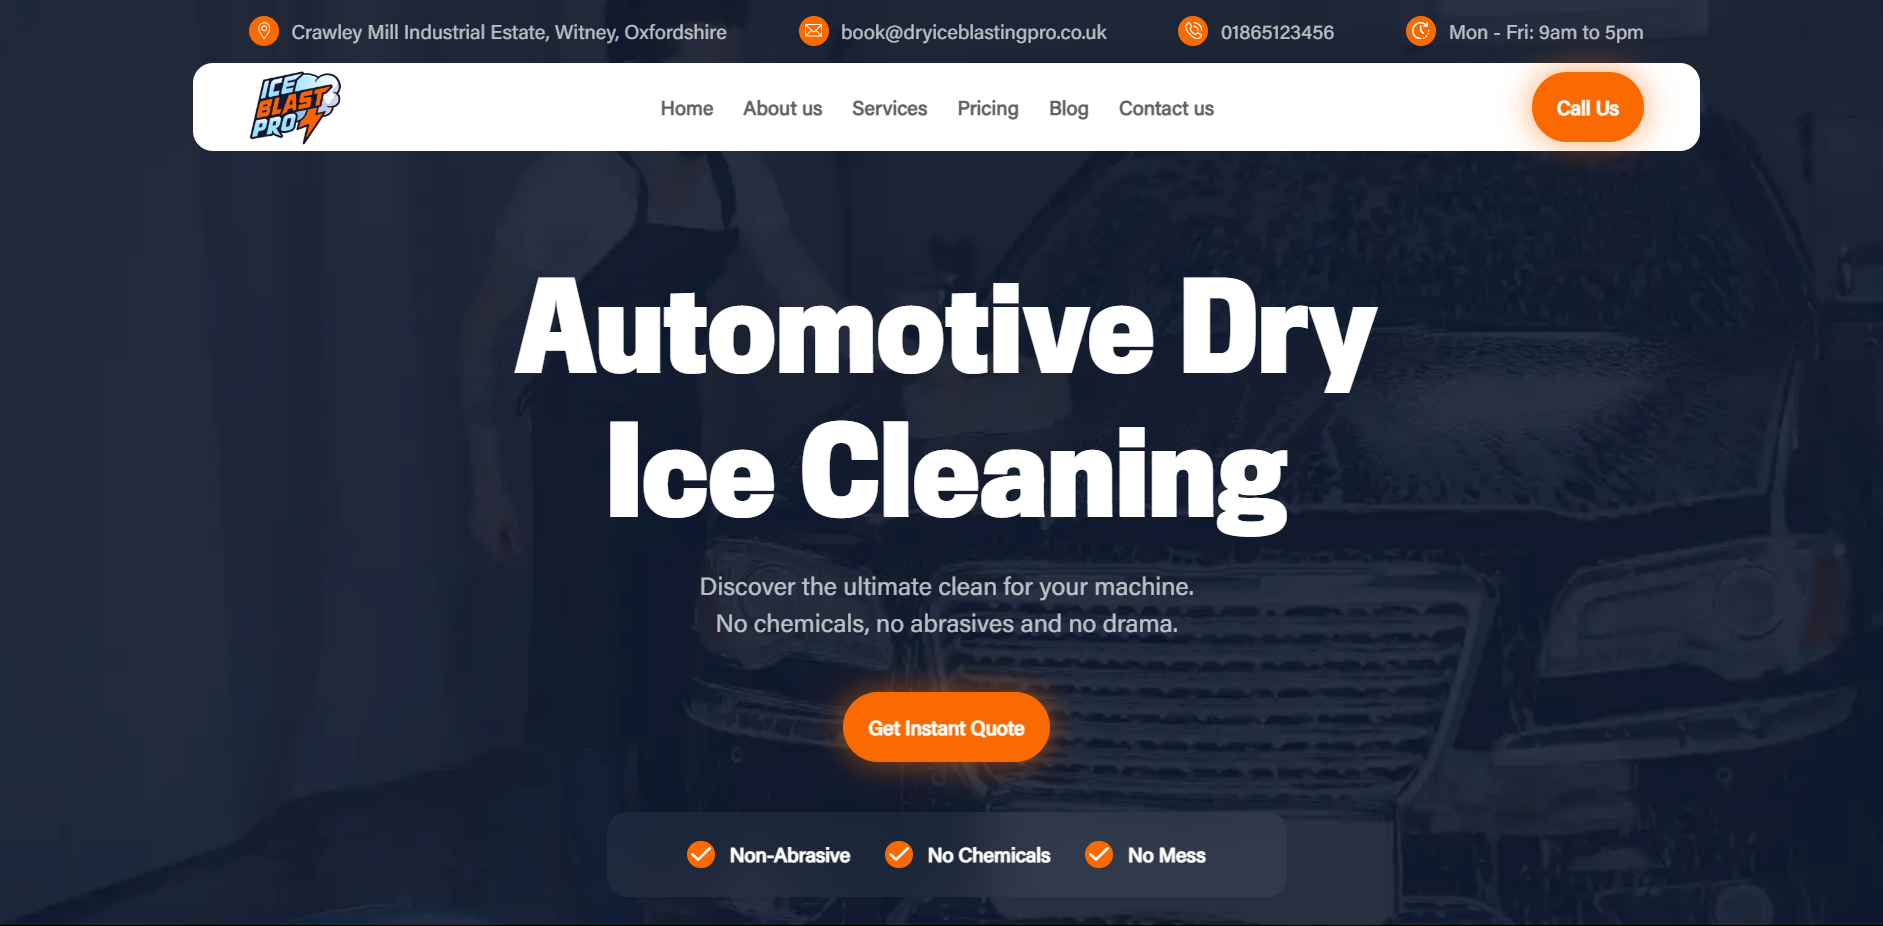 Crawley Mill Industrial Estate, Witney, Oxfordshire
book@dryiceblastingpro.co.uk
01865123456
Mon - Fri: 9am to 5pm
ICE
BLAST
PRO
Home
About us
Services
Pricing
Blog
Contact us
Call Us
Automotive Dry
Ice Cleaning
Discover the ultimate clean for your machine.
No chemicals, no abrasives and no drama.
Get Instant Quote
Non-Abrasive
No Chemicals
No Mess